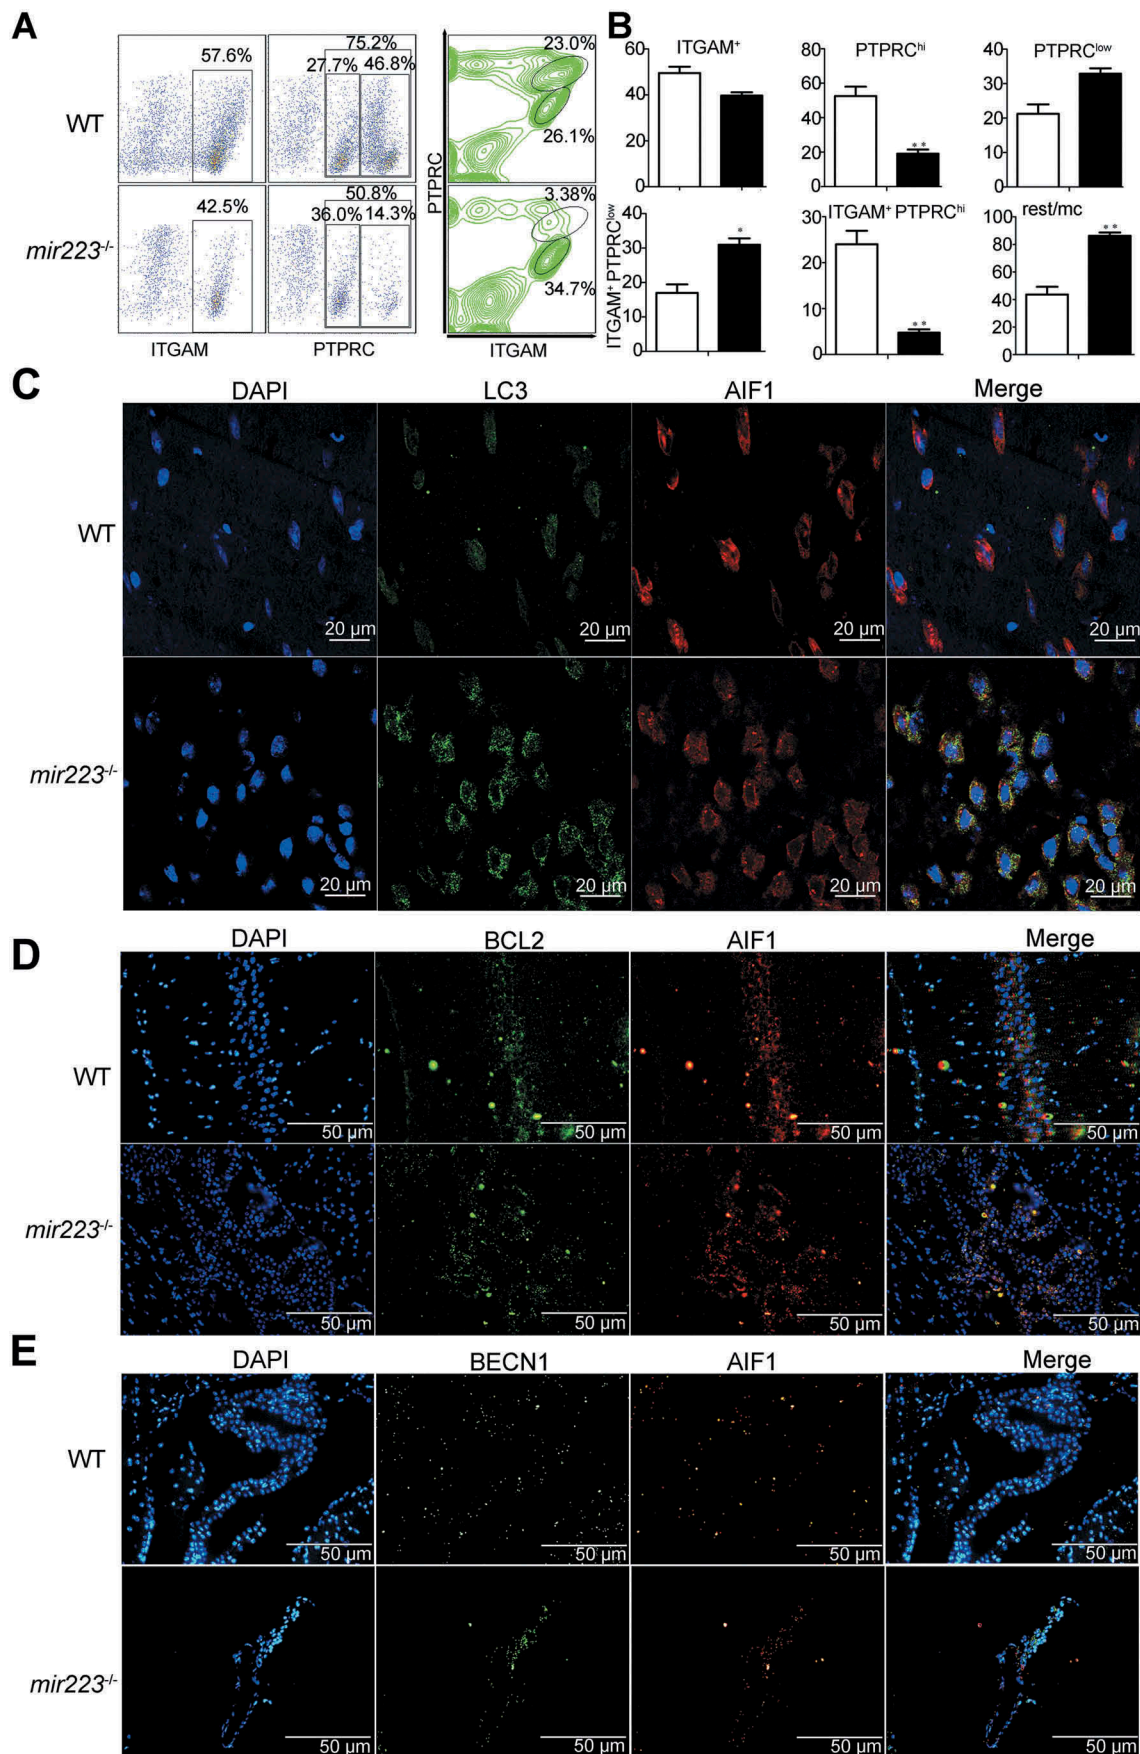 A
B
75.2%
57.6%
27.7% 46.8%
23.0%
WT
26.1%
50.8%
42.5%
36.0% 14.3%
3.38%
mir223-/-
34.7%
PTPRC
ITGAM
PTPRC
ITGAM
ITGAM+
60
40
20
0
PTPRChi
80
60
40
20
0
**
PTPRClow
40
30
20
10
0
ITGAM+ PTPRClow
40
30
20
10
0
*
ITGAM+ PTPRChi
30
20
10
0
**
rest/mc
100
80
60
40
20
0
**
C
DAPI
LC3
AIF1
Merge
WT
20 µm
20 µm
20 µm
20 µm
mir223-/-
20 µm
20 µm
20 µm
20 µm
D
DAPI
BCL2
AIF1
Merge
WT
50 µm
50 µm
50 µm
50 µm
mir223-/-
50 µm
50 µm
50 µm
50 µm
E
DAPI
BECN1
AIF1
Merge
WT
50 µm
50 µm
50 µm
50 µm
mir223-/-
50 µm
50 µm
50 µm
50 µm